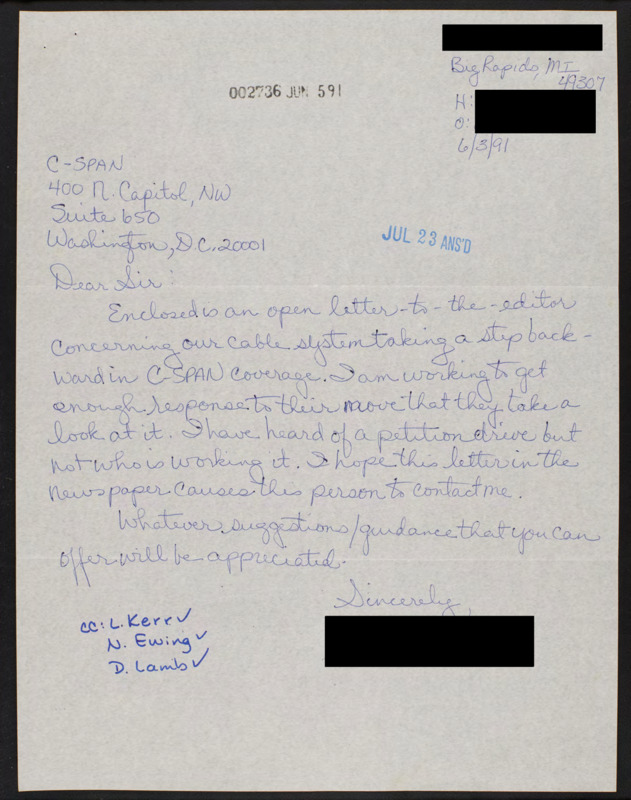 Big Rapids, MI
49307
002736 JUN 591
H:
O:
6/3/91
C-SPAN
400 N. Capitol, NW
Suite 650
Washington, D.C. 20001
JUL 23 ANS'D
Dear Sir:
Enclosed is an open letter-to-the-editor
concerning our cable system taking a step back-
ward in C-SPAN coverage. I am working to get
enough response to their move that they take a
look at it. I have heard of a petition drive but
not who is working it. I hope this letter in the
newspaper causes this person to contact me.
Whatever suggestions/guidance that you can
offer will be appreciated.
Sincerely,
cc: L. Kerr ✓
N. Ewing ✓
D. Lamb ✓